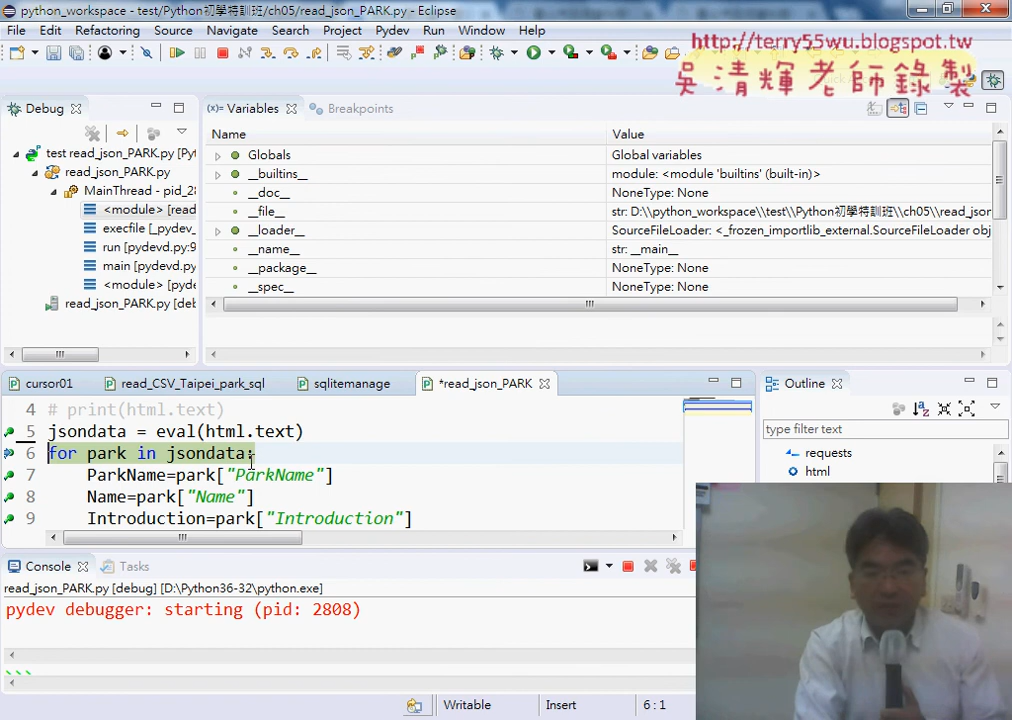 python_workspace - test/Python初學特訓班/ch05/read_json_PARK.py - Eclipse
File Edit Navigate Search Project Pydev Run Window Help
Refactoring Source
http://terry55wu.blogspot.tw
吳清輝老師錄製
Debug
(x)= Variables
Breakpoints
Name Value
test read_json_PARK.py [Pyt
read_json_PARK.py
MainThread - pid_28
<module> [read
execfile [_pydev_
run [pydevd.py:9
main [pydevd.py
<module> [pyde
read_json_PARK.py [deb
Globals Global variables
__builtins__ module: <module 'builtins' (built-in)>
__doc__ NoneType: None
__file__ str: D:\\python_workspace\\test\\Python初學特訓班\\ch05\\read_json
__loader__ SourceFileLoader: <_frozen_importlib_external.SourceFileLoader obj
__name__ str: __main__
__package__ NoneType: None
__spec__ NoneType: None
cursor01 read_CSV_Taipei_park_sql sqlitemanage *read_json_PARK
Outline
type filter text
requests
html
4 # print(html.text)
5 jsondata = eval(html.text)
6 for park in jsondata:
7 ParkName=park["ParkName"]
8 Name=park["Name"]
9 Introduction=park["Introduction"]
Console Tasks
read_json_PARK.py [debug] [D:\Python36-32\python.exe]
pydev debugger: starting (pid: 2808)
Writable Insert 6 : 1